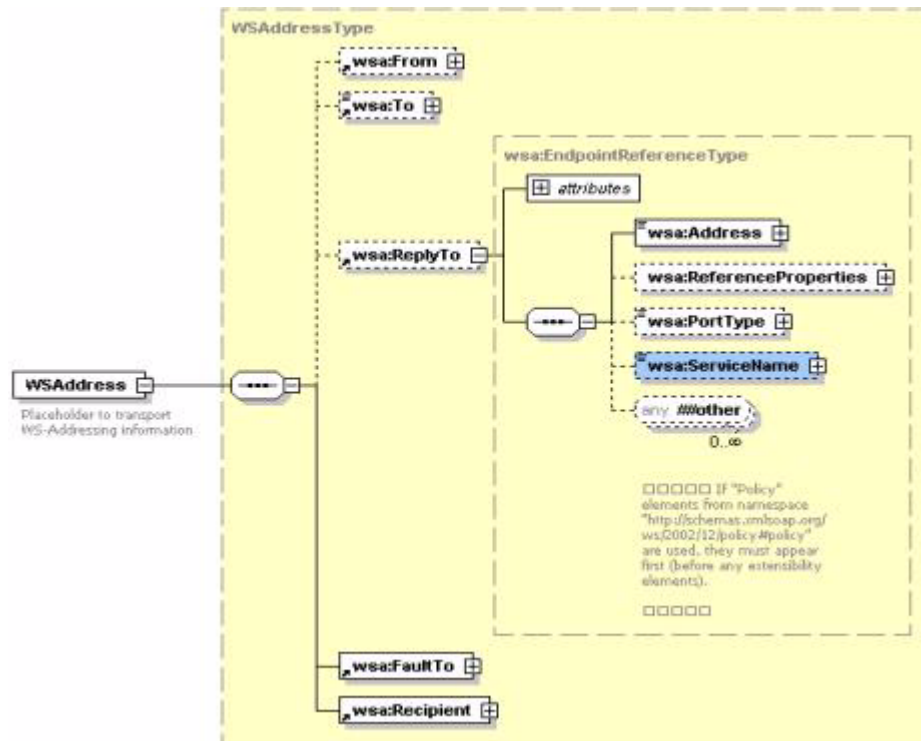 WSAddressType
wsa:From
wsa:To
wsa:EndpointReferenceType
attributes
wsa:Address
wsa:ReplyTo
wsa:ReferenceProperties
wsa:PortType
wsa:ServiceName
WSAddress
any ##other
Placeholder to transport
WS-Addressing information
0..∞
□□□□□ If "Policy"
elements from namespace
"http://schemas.xmlsoap.org/
ws/2002/12/policy#policy"
are used, they must appear
first (before any extensibility
elements).
□□□□□
wsa:FaultTo
wsa:Recipient